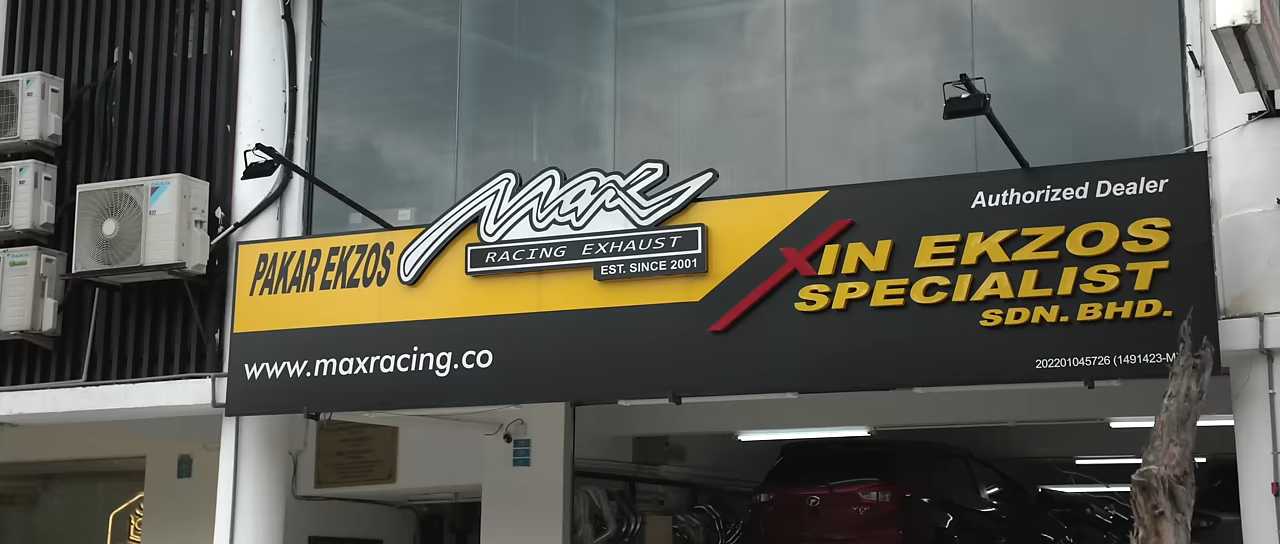 PAKAR EKZOS
Max
RACING EXHAUST
EST. SINCE 2001
www.maxracing.co
Authorized Dealer
XIN EKZOS
SPECIALIST
SDN. BHD.
202201045726 (1491423-M)